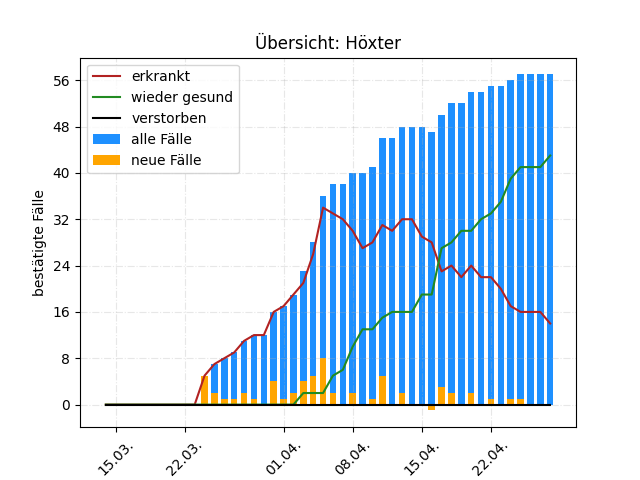 Übersicht: Höxter
erkrankt
wieder gesund
verstorben
alle Fälle
neue Fälle
bestätigte Fälle
56
48
40
32
24
16
8
0
15.03.
22.03.
01.04.
08.04.
15.04.
22.04.